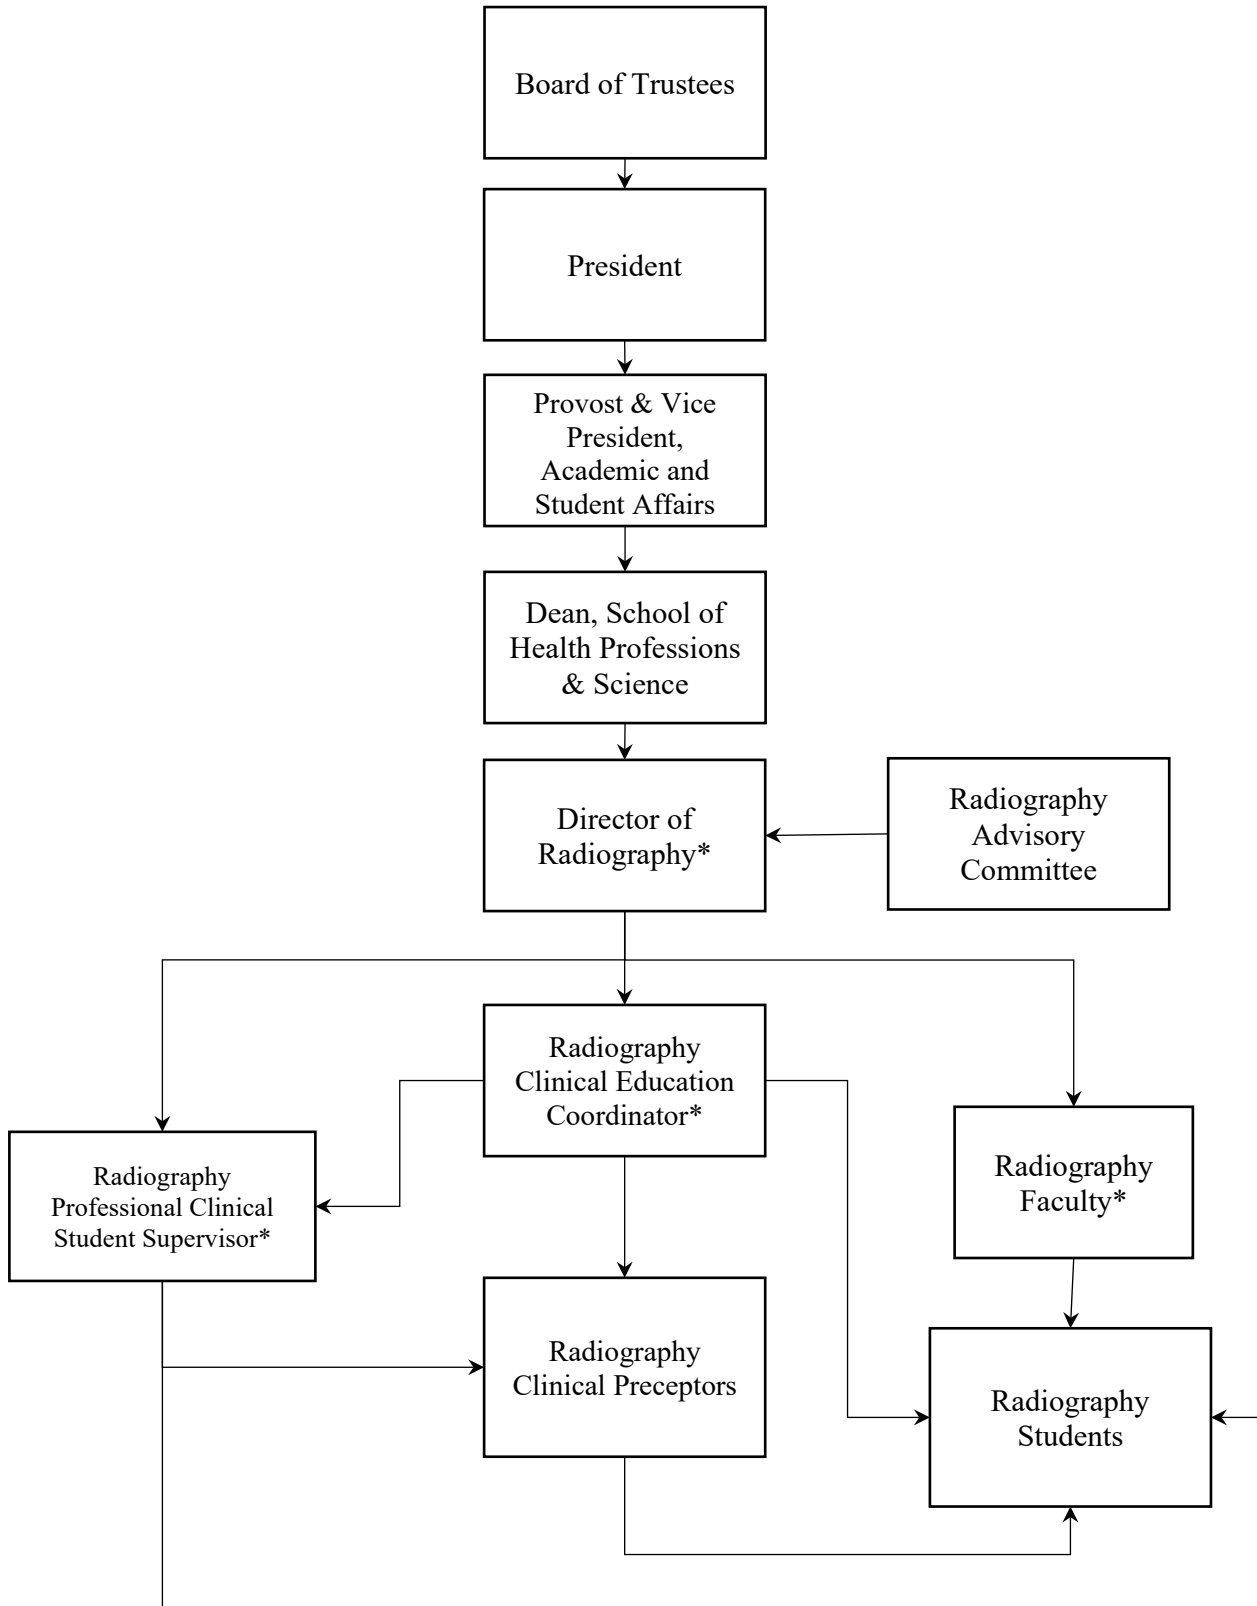 Board of Trustees
President
Provost & Vice
President,
Academic and
Student Affairs
Dean, School of
Health Professions
& Science
Director of
Radiography*
Radiography
Advisory
Committee
Radiography
Clinical Education
Coordinator*
Radiography
Professional Clinical
Student Supervisor*
Radiography
Faculty*
Radiography
Clinical Preceptors
Radiography
Students